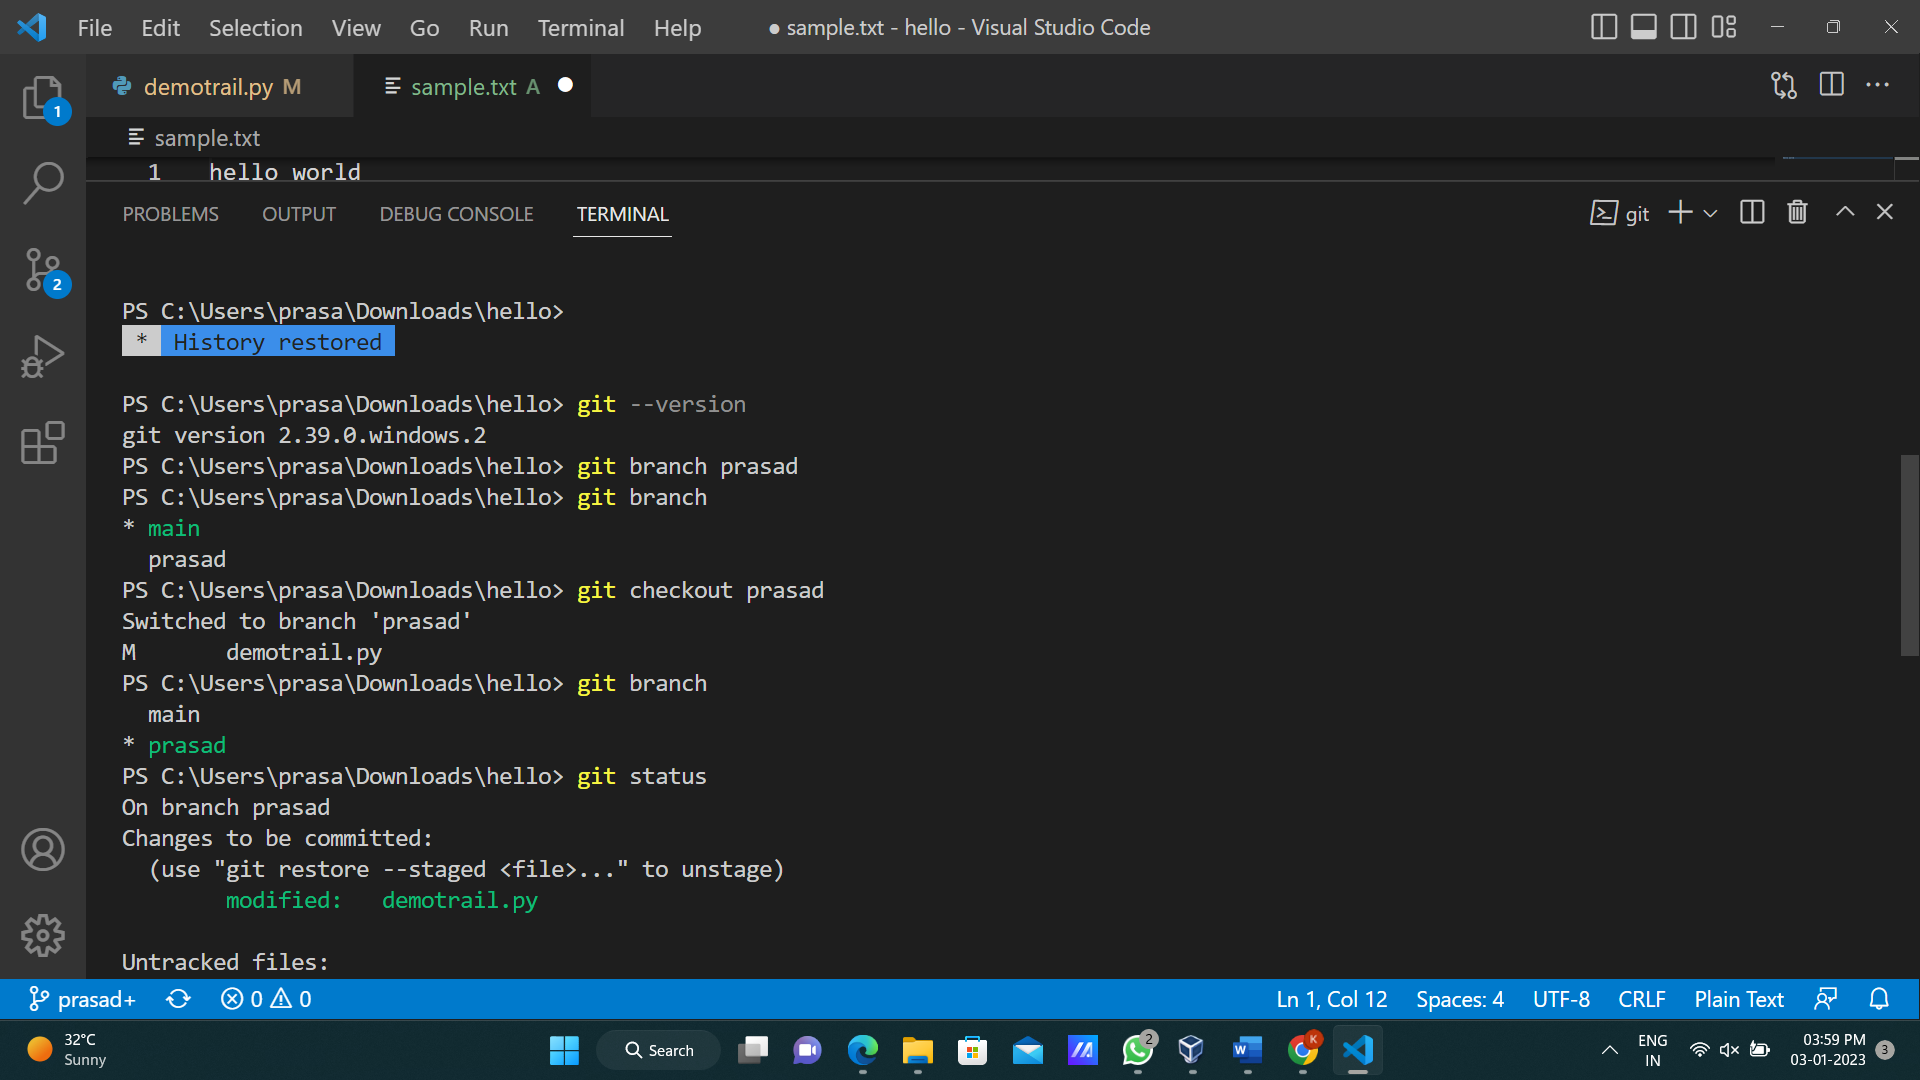 File Edit Selection View Go Run Terminal Help ● sample.txt - hello - Visual Studio Code
demotrail.py M sample.txt A
1
sample.txt
1 hello world
PROBLEMS OUTPUT DEBUG CONSOLE TERMINAL git
PS C:\Users\prasa\Downloads\hello>
* History restored
2
PS C:\Users\prasa\Downloads\hello> git --version
git version 2.39.0.windows.2
PS C:\Users\prasa\Downloads\hello> git branch prasad
PS C:\Users\prasa\Downloads\hello> git branch
* main
prasad
PS C:\Users\prasa\Downloads\hello> git checkout prasad
Switched to branch 'prasad'
M demotrail.py
PS C:\Users\prasa\Downloads\hello> git branch
main
* prasad
PS C:\Users\prasa\Downloads\hello> git status
On branch prasad
Changes to be committed:
(use "git restore --staged <file>..." to unstage)
modified: demotrail.py
Untracked files:
prasad+ 0 0 Ln 1, Col 12 Spaces: 4 UTF-8 CRLF Plain Text
32°C
Sunny
Search
2
K
ENG
IN
03:59 PM
03-01-2023
3